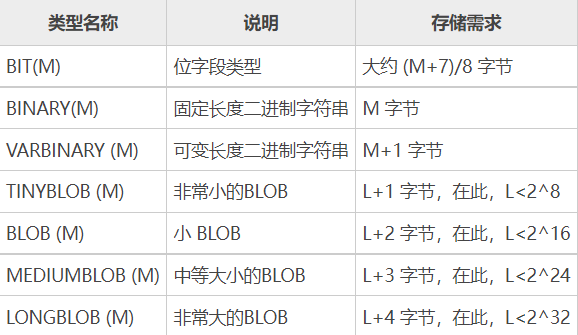 类型名称 说明 存储需求
BIT(M) 位字段类型 大约 (M+7)/8 字节
BINARY(M) 固定长度二进制字符串 M 字节
VARBINARY (M) 可变长度二进制字符串 M+1 字节
TINYBLOB (M) 非常小的BLOB L+1 字节，在此，L<2^8
BLOB (M) 小 BLOB L+2 字节，在此，L<2^16
MEDIUMBLOB (M) 中等大小的BLOB L+3 字节，在此，L<2^24
LONGBLOB (M) 非常大的BLOB L+4 字节，在此，L<2^32